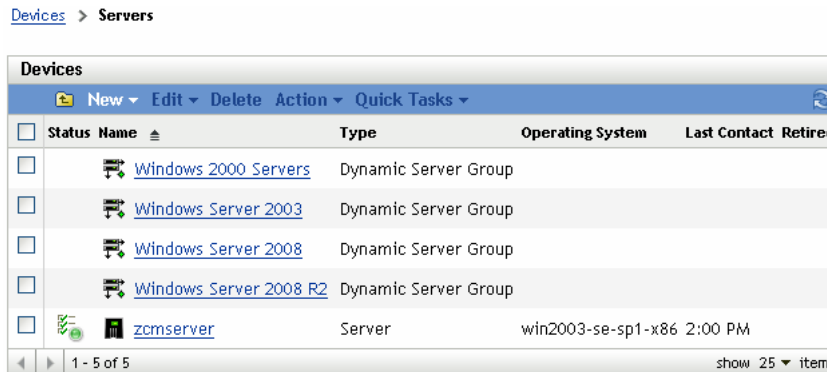 Devices > Servers
Devices
New Edit Delete Action Quick Tasks
Status Name Type Operating System Last Contact Retired
Windows 2000 Servers Dynamic Server Group
Windows Server 2003 Dynamic Server Group
Windows Server 2008 Dynamic Server Group
Windows Server 2008 R2 Dynamic Server Group
zcmserver Server win2003-se-sp1-x86 2:00 PM
1 - 5 of 5 show 25 item